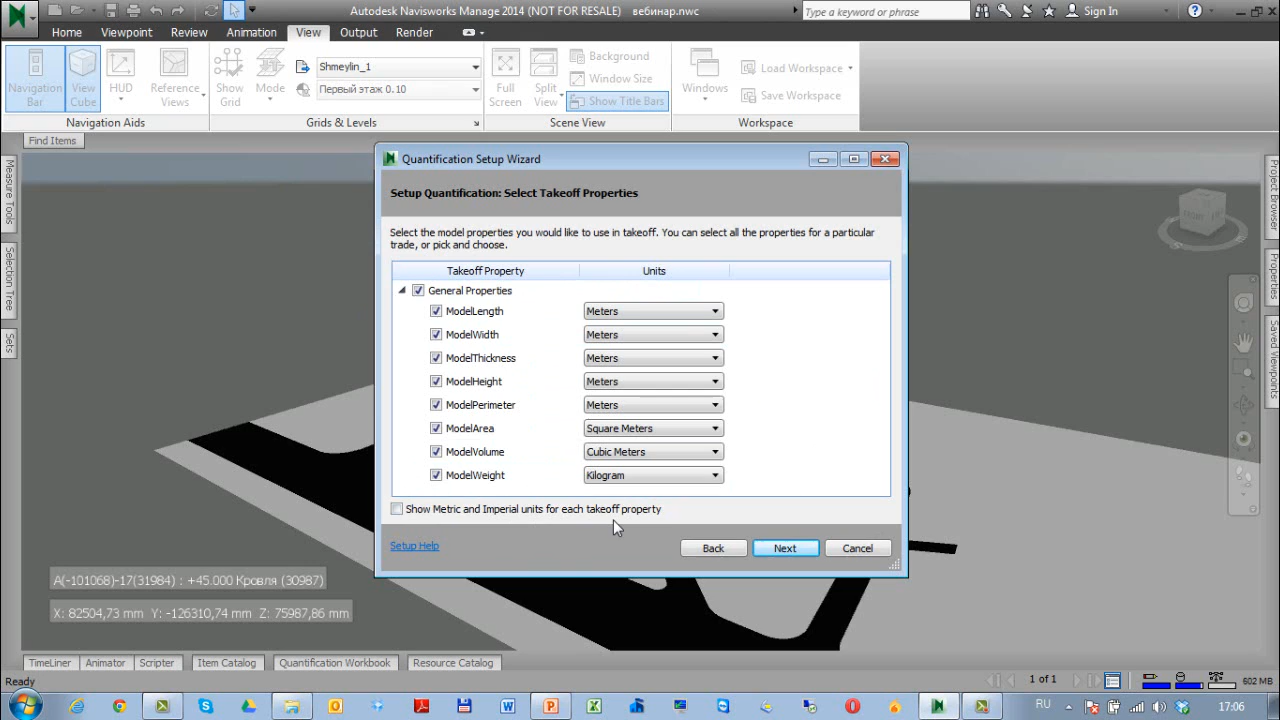 Autodesk Navisworks Manage 2014 (NOT FOR RESALE) вебинар.nwc
Type a keyword or phrase
Sign In
Home Viewpoint Review Animation View Output Render
Navigation Bar
View Cube
HUD
Reference Views
Show Grid
Mode
Shmeylin_1
Первый этаж 0.10
Full Screen
Split View
Background
Window Size
Show Title Bars
Windows
Load Workspace
Save Workspace
Navigation Aids
Grids & Levels
Scene View
Workspace
Find Items
Measure Tools
Selection Tree
Sets
Project Browser
Properties
Saved Viewpoints
Quantification Setup Wizard
Setup Quantification: Select Takeoff Properties
Select the model properties you would like to use in takeoff. You can select all the properties for a particular
trade, or pick and choose.
Takeoff Property Units
General Properties
ModelLength Meters
ModelWidth Meters
ModelThickness Meters
ModelHeight Meters
ModelPerimeter Meters
ModelArea Square Meters
ModelVolume Cubic Meters
ModelWeight Kilogram
Show Metric and Imperial units for each takeoff property
Setup Help
Back Next Cancel
A(-101068)-17(31984) : +45.000 Кровля (30987)
X: 82504,73 mm Y: -126310,74 mm Z: 75987,86 mm
TimeLiner Animator Scripter Item Catalog Quantification Workbook Resource Catalog
Ready
1 of 1
602 MB
RU
17:06